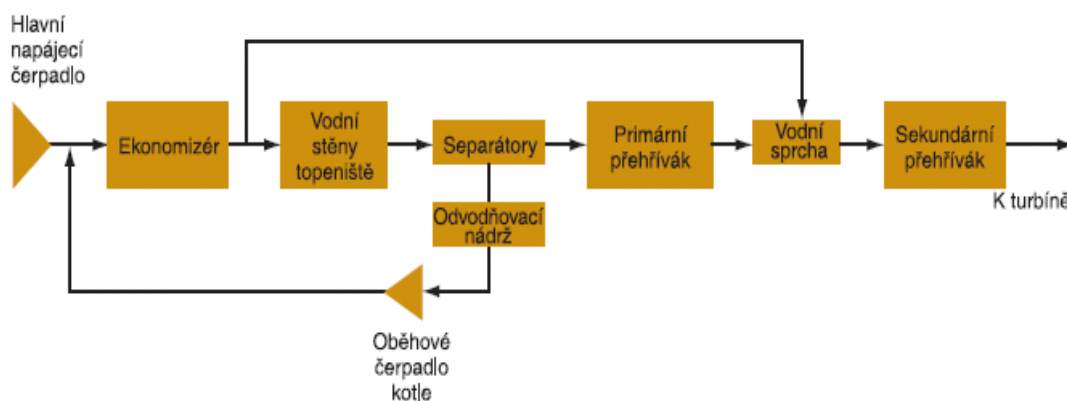 Hlavní
napájecí
čerpadlo
Ekonomizér
Vodní
stěny
topeniště
Separátory
Primární
přehřívák
Vodní
sprcha
Sekundární
přehřívák
K turbíně
Odvodňovací
nádrž
Oběhové
čerpadlo
kotle